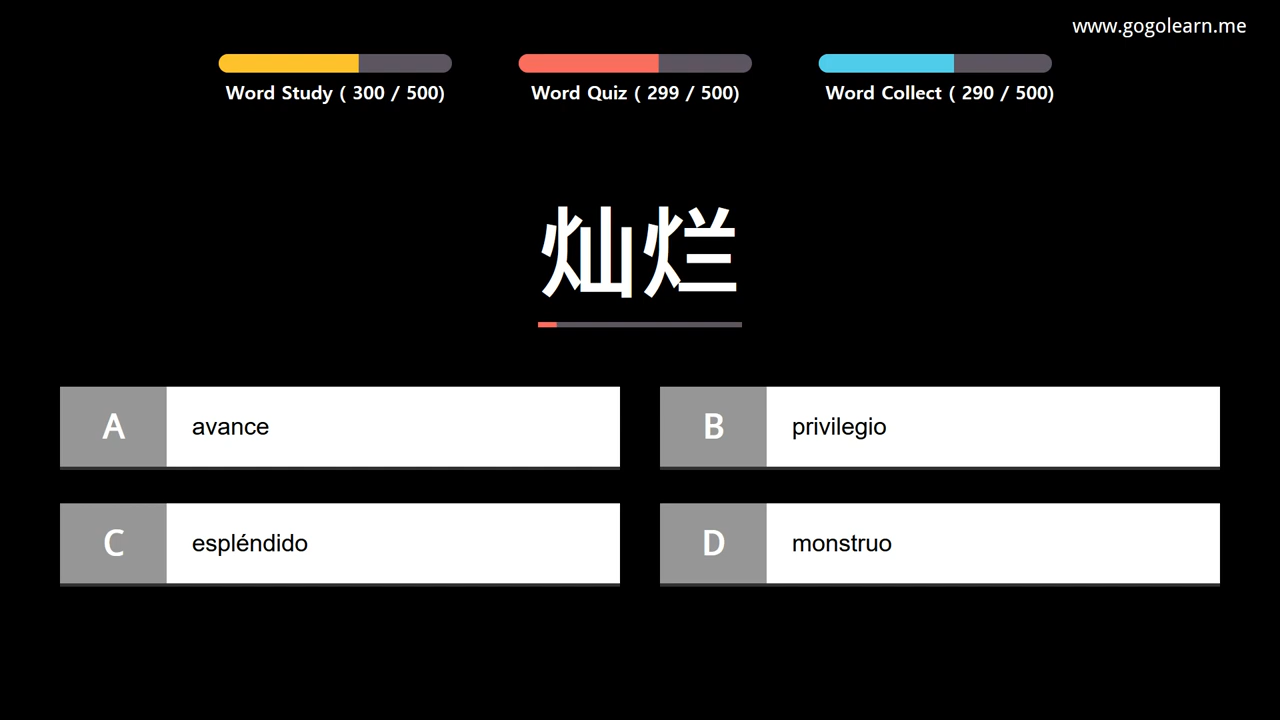 www.gogolearn.me
Word Study ( 300 / 500)
Word Quiz ( 299 / 500)
Word Collect ( 290 / 500)
灿烂
A avance
B privilegio
C espléndido
D monstruo